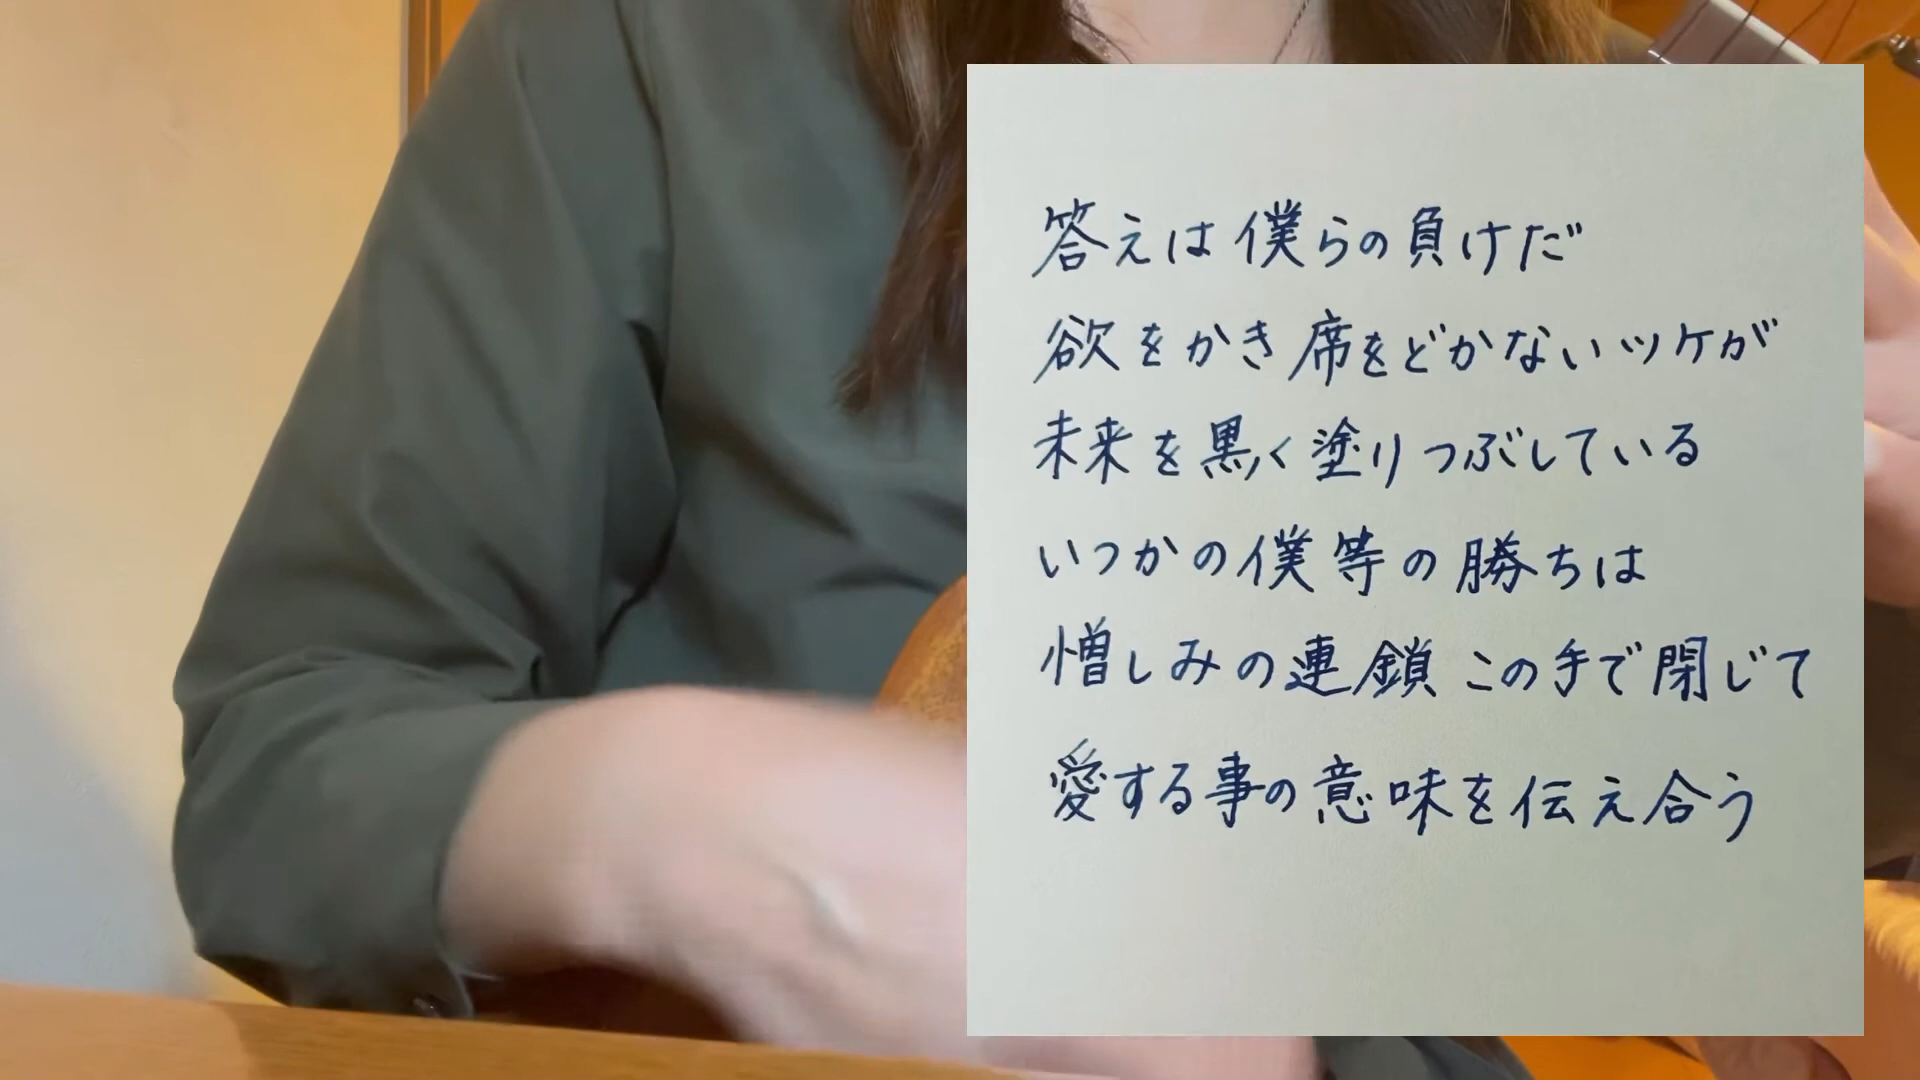 答えは僕らの負けだ
欲をかき席をどかないツケが
未来を黒く塗りつぶしている
いつかの僕等の勝ちは
憎しみの連鎖 この手で閉じて
愛する事の意味を伝え合う